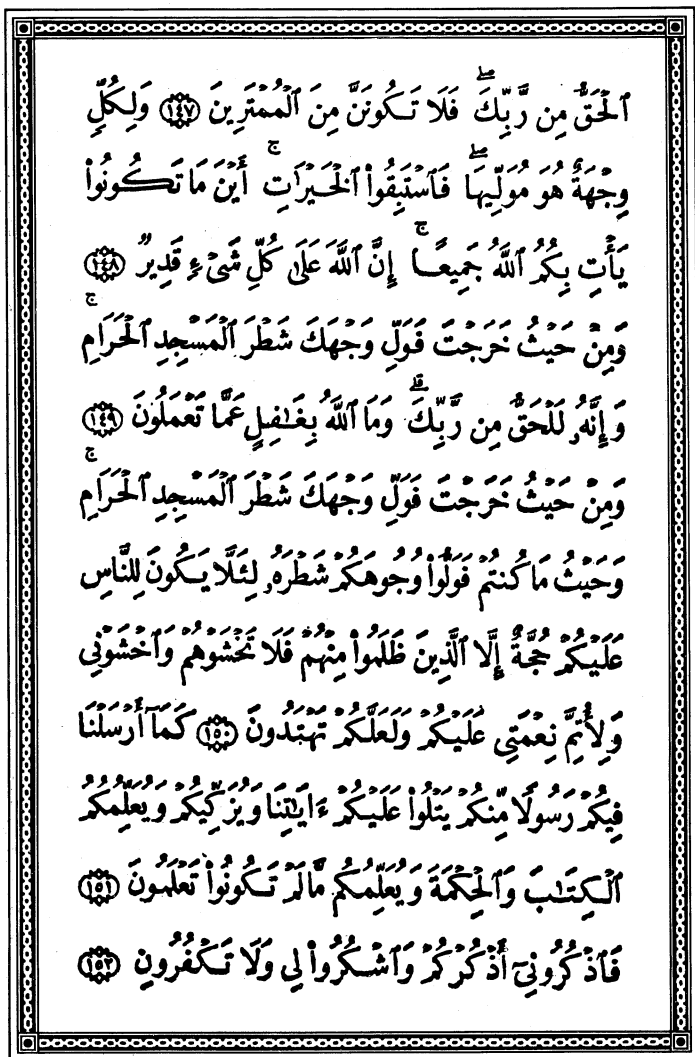 ٱلْحَقُّ مِن رَّبِّكَ ۖ فَلَا تَكُونَنَّ مِنَ ٱلْمُمْتَرِينَ ﴿١٤٧﴾ وَلِكُلٍّ
وِجْهَةٌ هُوَ مُوَلِّيهَا ۖ فَٱسْتَبِقُوا۟ ٱلْخَيْرَٰتِ ۚ أَيْنَ مَا تَكُونُوا۟
يَأْتِ بِكُمُ ٱللَّهُ جَمِيعًا ۚ إِنَّ ٱللَّهَ عَلَىٰ كُلِّ شَىْءٍ قَدِيرٌ ﴿١٤٨﴾
وَمِنْ حَيْثُ خَرَجْتَ فَوَلِّ وَجْهَكَ شَطْرَ ٱلْمَسْجِدِ ٱلْحَرَامِ ۚ
وَإِنَّهُۥ لَلْحَقُّ مِن رَّبِّكَ ۗ وَمَا ٱللَّهُ بِغَٰفِلٍ عَمَّا تَعْمَلُونَ ﴿١٤٩﴾
وَمِنْ حَيْثُ خَرَجْتَ فَوَلِّ وَجْهَكَ شَطْرَ ٱلْمَسْجِدِ ٱلْحَرَامِ ۚ
وَحَيْثُ مَا كُنتُمْ فَوَلُّوا۟ وُجُوهَكُمْ شَطْرَهُۥ لِئَلَّا يَكُونَ لِلنَّاسِ
عَلَيْكُمْ حُجَّةٌ إِلَّا ٱلَّذِينَ ظَلَمُوا۟ مِنْهُمْ فَلَا تَخْشَوْهُمْ وَٱخْشَوْنِى
وَلِأُتِمَّ نِعْمَتِى عَلَيْكُمْ وَلَعَلَّكُمْ تَهْتَدُونَ ﴿١٥٠﴾ كَمَآ أَرْسَلْنَا
فِيكُمْ رَسُولًا مِّنكُمْ يَتْلُوا۟ عَلَيْكُمْ ءَايَٰتِنَا وَيُزَكِّيكُمْ وَيُعَلِّمُكُمُ
ٱلْكِتَٰبَ وَٱلْحِكْمَةَ وَيُعَلِّمُكُم مَّا لَمْ تَكُونُوا۟ تَعْلَمُونَ ﴿١٥١﴾
فَٱذْكُرُونِىٓ أَذْكُرْكُمْ وَٱشْكُرُوا۟ لِى وَلَا تَكْفُرُونِ ﴿١٥٢﴾